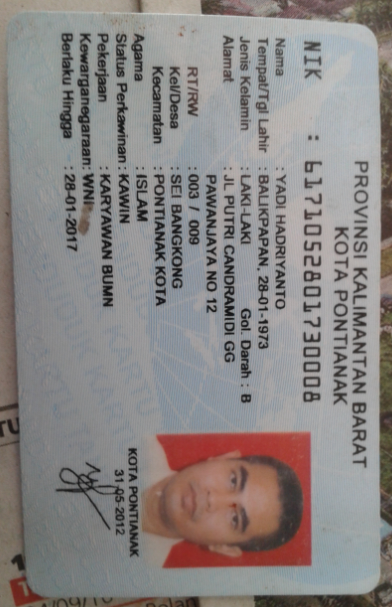 PROVINSI KALIMANTAN BARAT
KOTA PONTIANAK
NIK : 6171052801730008
Nama : YADI HADRIYANTO
Tempat/Tgl Lahir : BALIKPAPAN, 28-01-1973
Jenis Kelamin : LAKI-LAKI Gol. Darah : B
Alamat : JL PUTRI CANDRAMIDI GG
PAWANJAYA NO 12
RT/RW : 003 / 009
Kel/Desa : SEI BANGKONG
Kecamatan : PONTIANAK KOTA
Agama : ISLAM
Status Perkawinan : KAWIN
Pekerjaan : KARYAWAN BUMN
Kewarganegaraan: WNI
Berlaku Hingga : 28-01-2017
KOTA PONTIANAK
31-05-2012